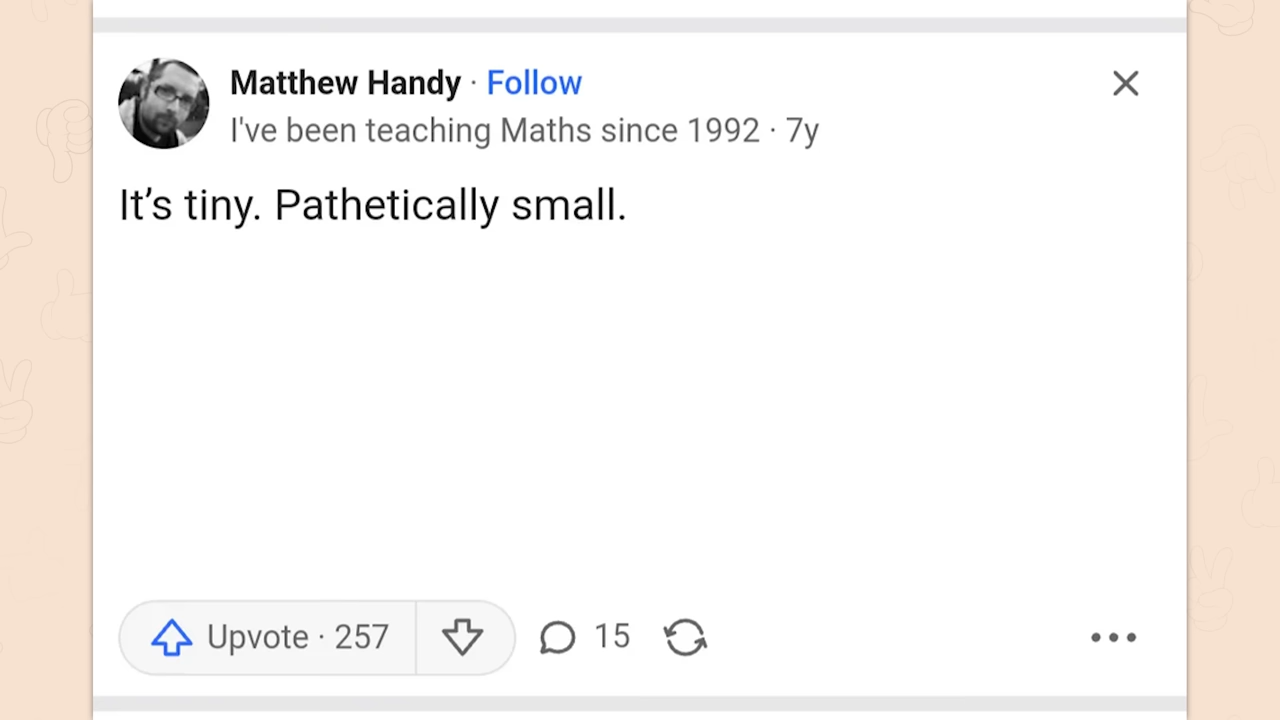 Matthew Handy · Follow
I've been teaching Maths since 1992 · 7y
It’s tiny. Pathetically small.
Upvote · 257
15